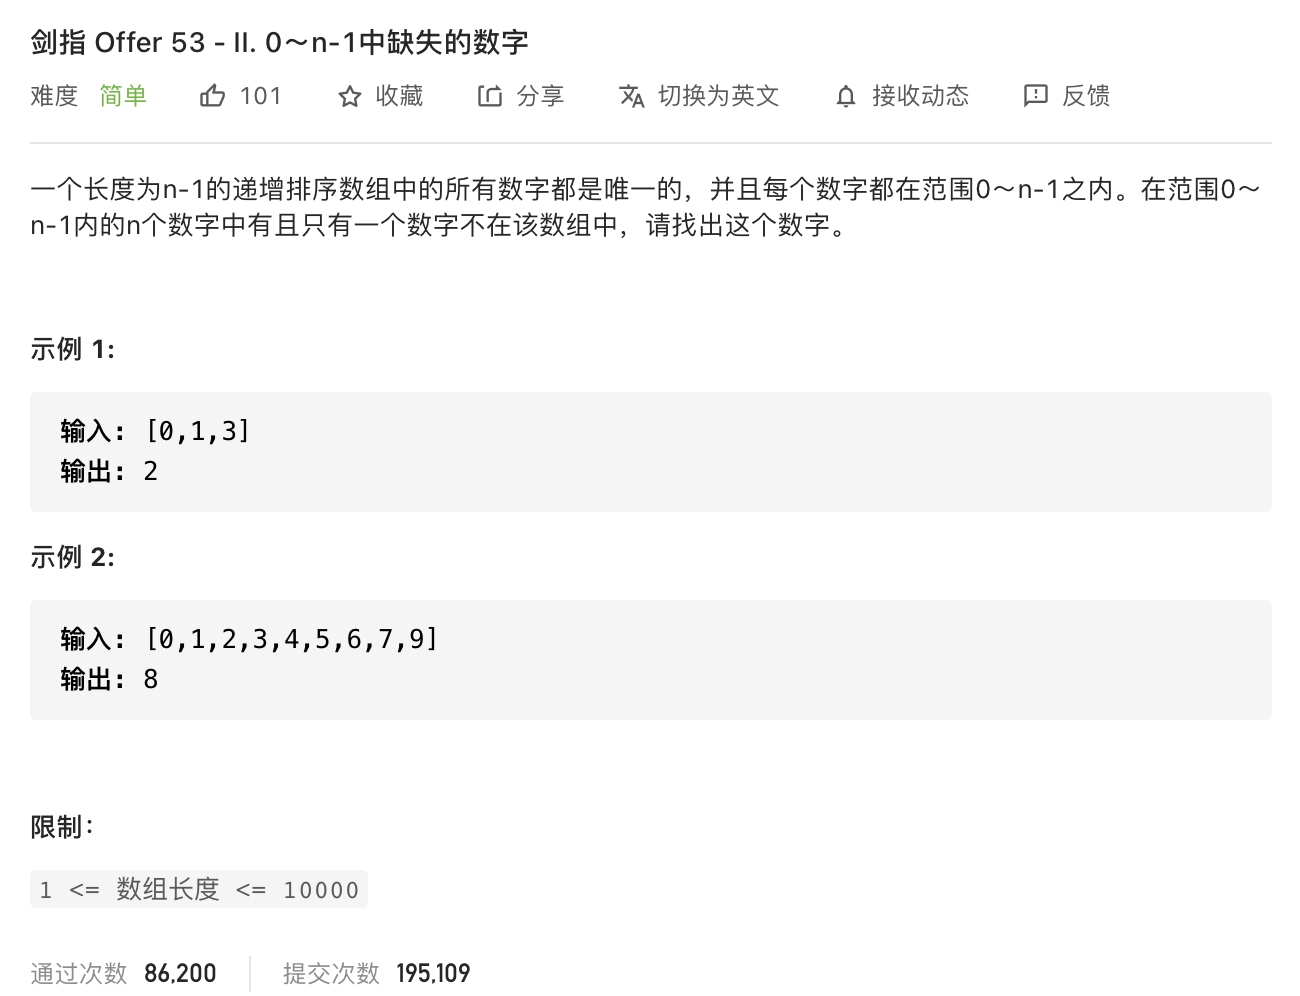 剑指 Offer 53 - II. 0～n-1中缺失的数字
难度 简单 101 收藏 分享 切换为英文 接收动态 反馈
一个长度为n-1的递增排序数组中的所有数字都是唯一的，并且每个数字都在范围0～n-1之内。在范围0～
n-1内的n个数字中有且只有一个数字不在该数组中，请找出这个数字。
示例 1:
输入: [0,1,3]
输出: 2
示例 2:
输入: [0,1,2,3,4,5,6,7,9]
输出: 8
限制：
1 <= 数组长度 <= 10000
通过次数 86,200 提交次数 195,109